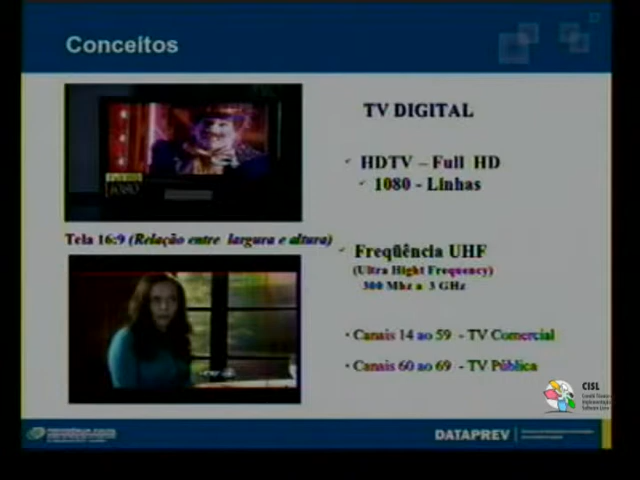 Conceitos
TV DIGITAL
HDTV – Full HD
1080 - Linhas
Tela 16:9 (Relação entre largura e altura)
Freqüência UHF
(Ultra Hight Frequency)
300 Mhz a 3 GHz
Canais 14 ao 59 - TV Comercial
Canais 60 ao 69 - TV Pública
CISL
DATAPREV